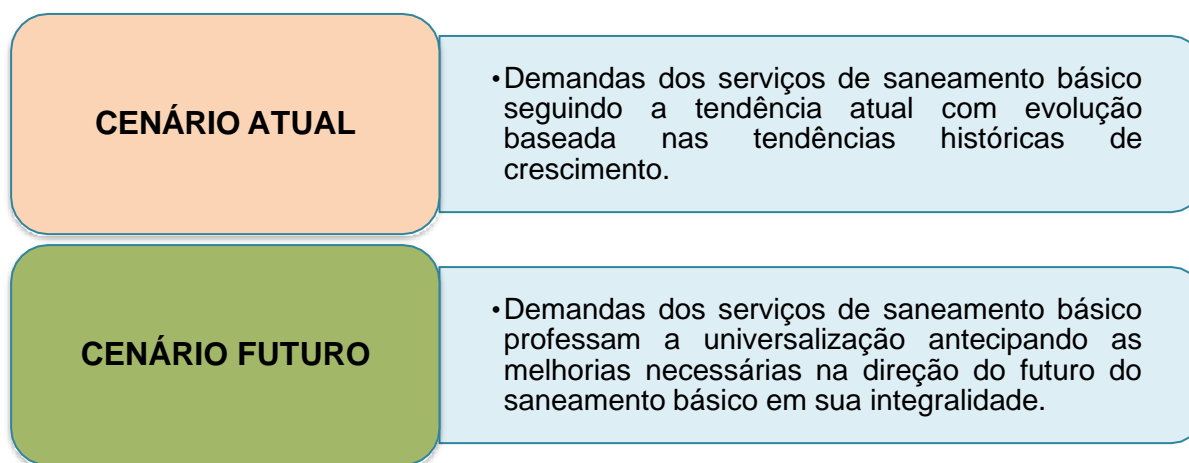 CENÁRIO ATUAL
•Demandas dos serviços de saneamento básico
seguindo a tendência atual com evolução
baseada nas tendências históricas de
crescimento.
CENÁRIO FUTURO
•Demandas dos serviços de saneamento básico
professam a universalização antecipando as
melhorias necessárias na direção do futuro do
saneamento básico em sua integralidade.